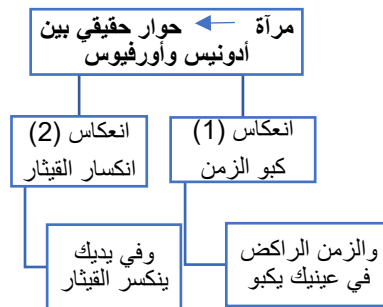 مرآة ← حوار حقيقي بين
أدونيس وأورفيوس
انعكاس (1)
كبو الزمن
انعكاس (2)
انكسار القيثار
والزمن الراكض
في عينيك يكبو
وفي يديك
ينكسر القيثار